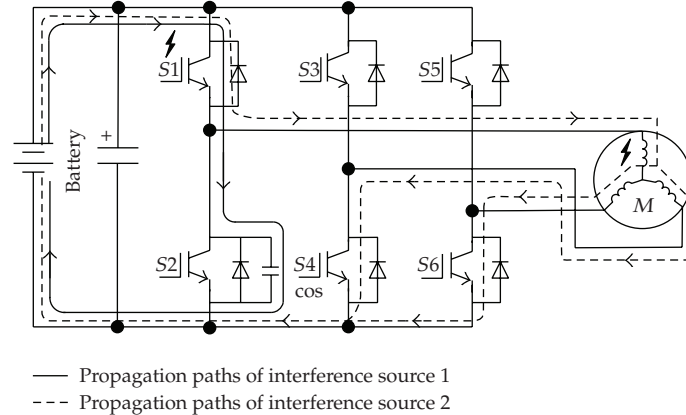 S1
S3
S5
Battery
+
M
S2
S4
S6
cos
Propagation paths of interference source 1
Propagation paths of interference source 2